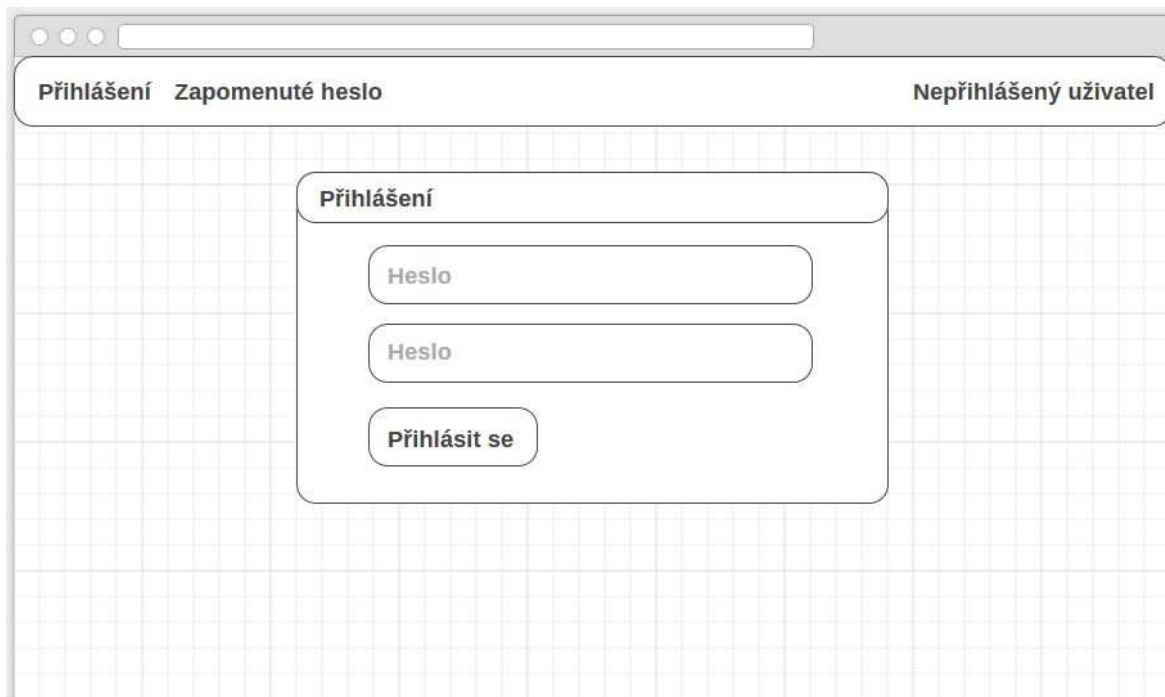 Přihlášení Zapomenuté heslo Nepřihlášený uživatel
Přihlášení
Heslo
Heslo
Přihlásit se